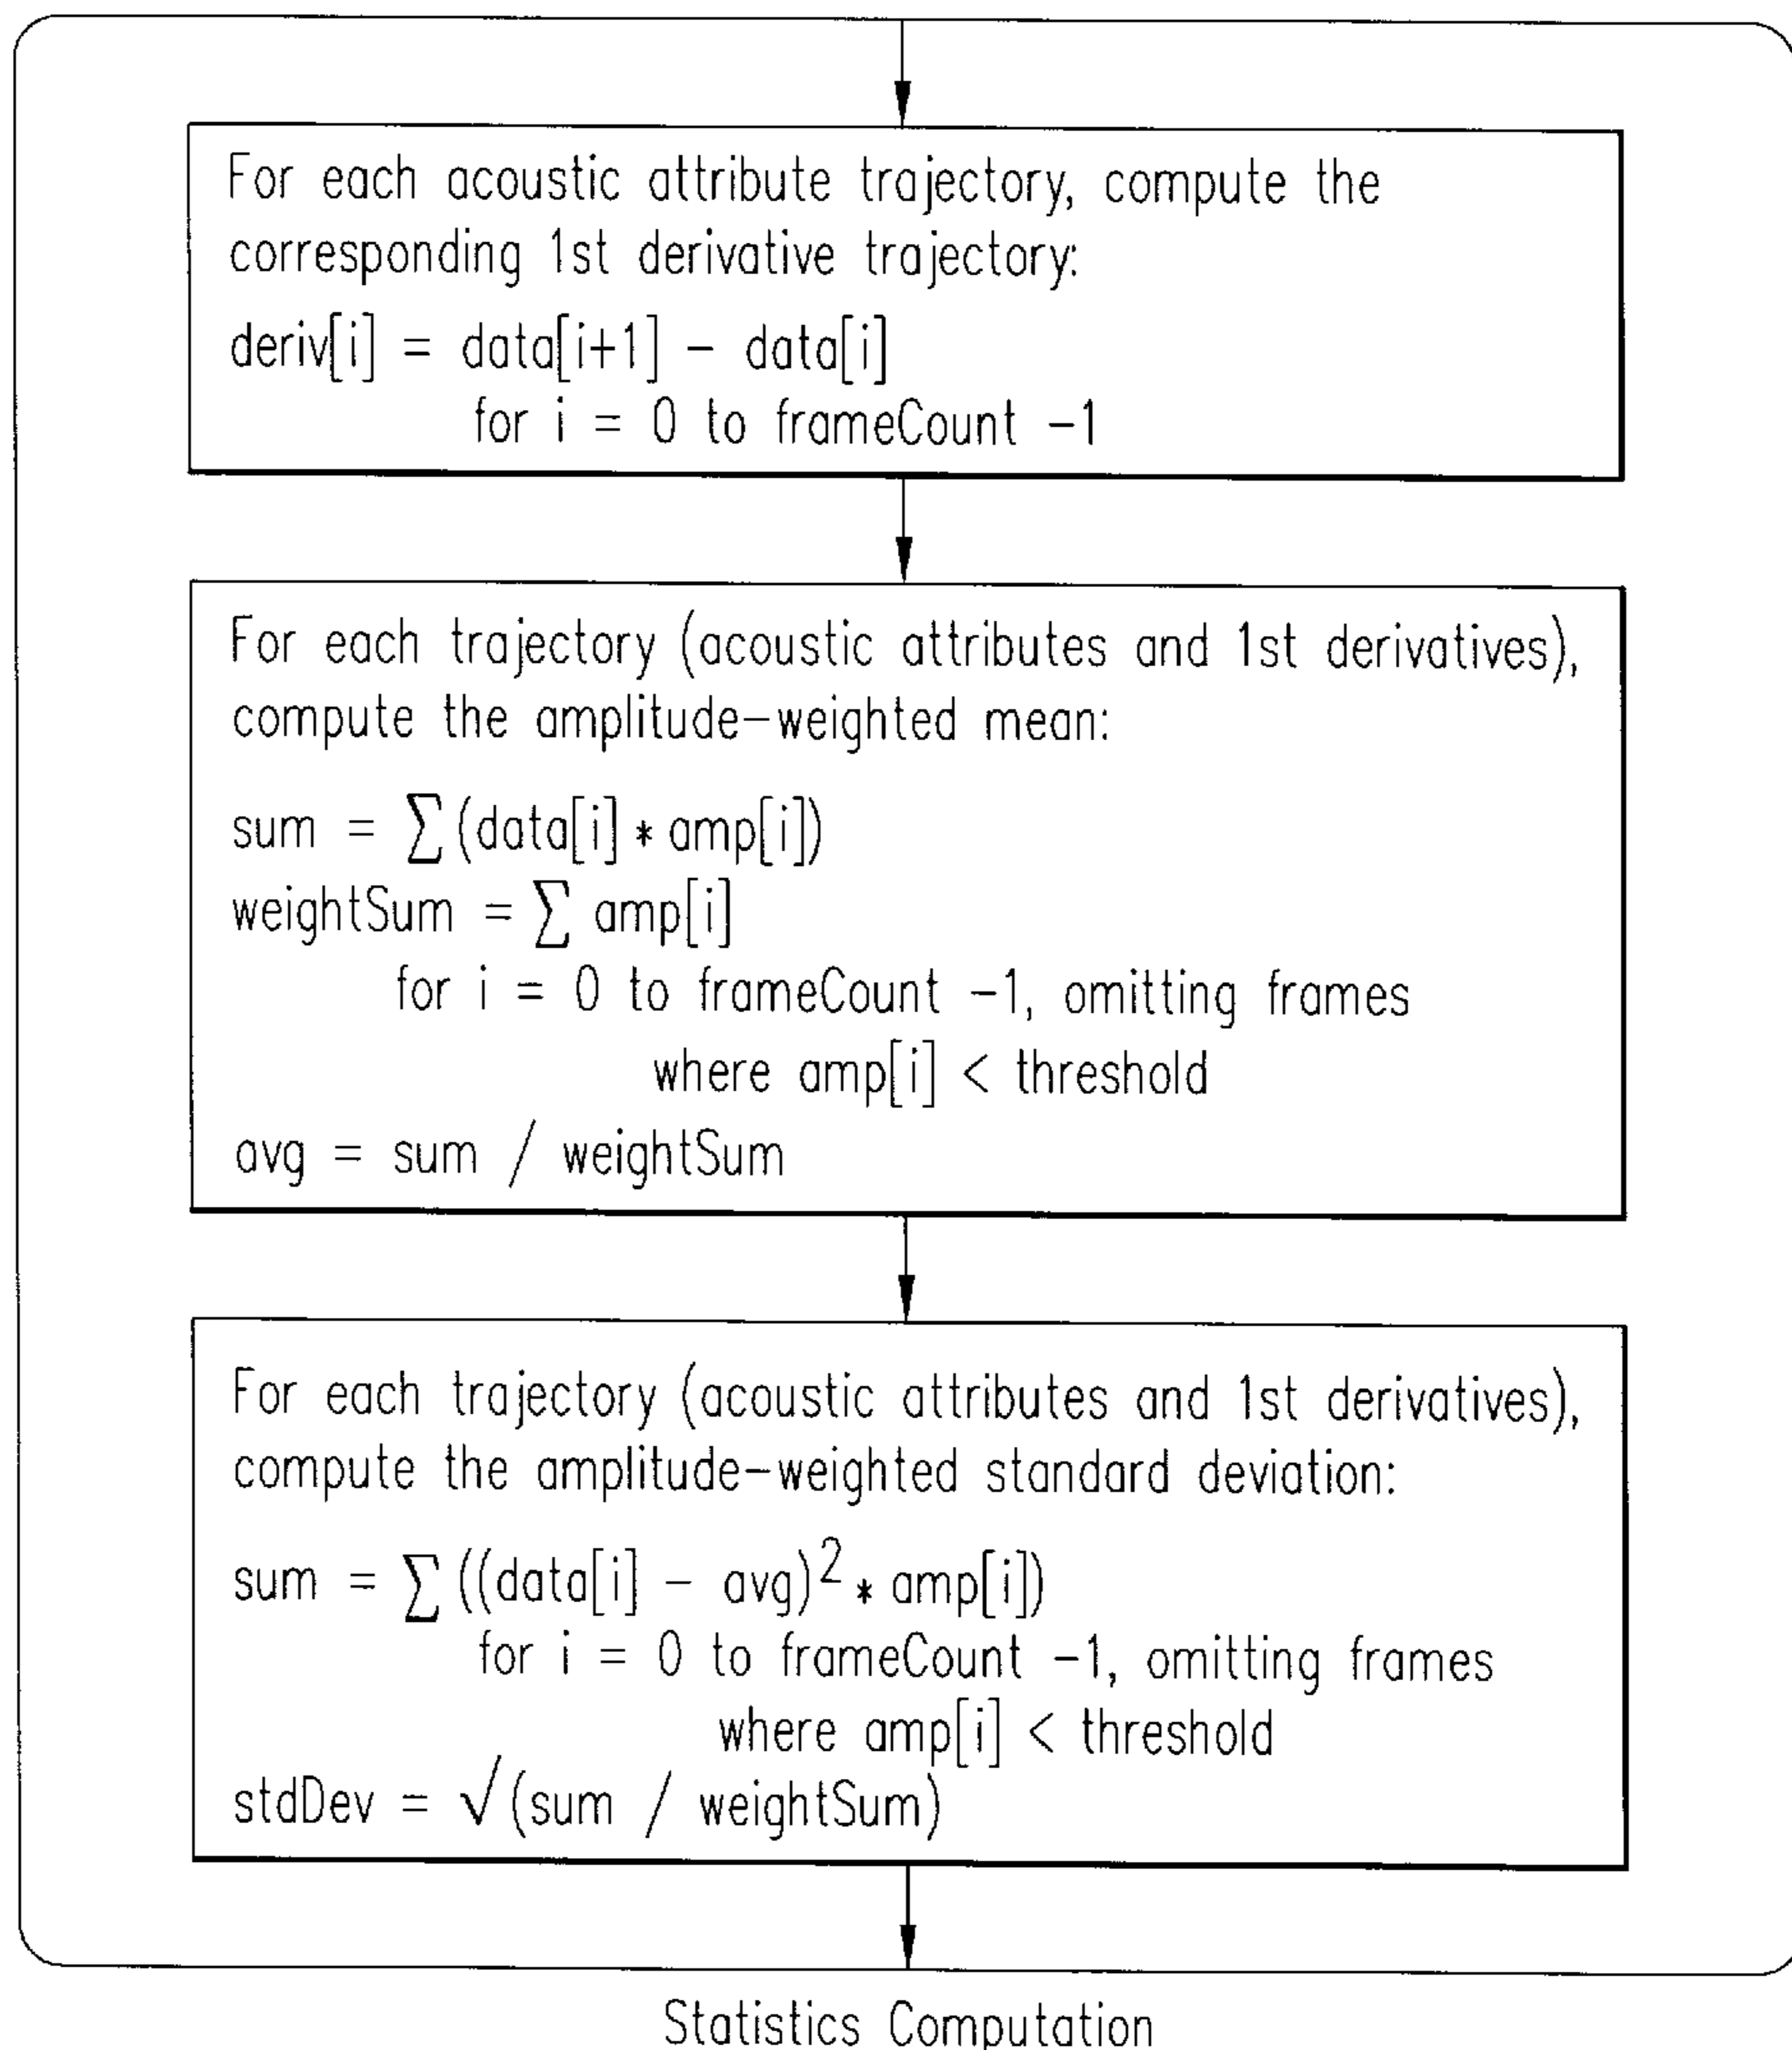 For each acoustic attribute trajectory, compute the
corresponding 1st derivative trajectory:
deriv[i] = data[i+1] - data[i]
for i = 0 to frameCount -1
For each trajectory (acoustic attributes and 1st derivatives),
compute the amplitude-weighted mean:
sum = ∑(data[i] * amp[i])
weightSum = ∑ amp[i]
for i = 0 to frameCount -1, omitting frames
where amp[i] < threshold
avg = sum / weightSum
For each trajectory (acoustic attributes and 1st derivatives),
compute the amplitude-weighted standard deviation:
sum = ∑ ((data[i] - avg)² * amp[i])
for i = 0 to frameCount -1, omitting frames
where amp[i] < threshold
stdDev = √(sum / weightSum)
Statistics Computation